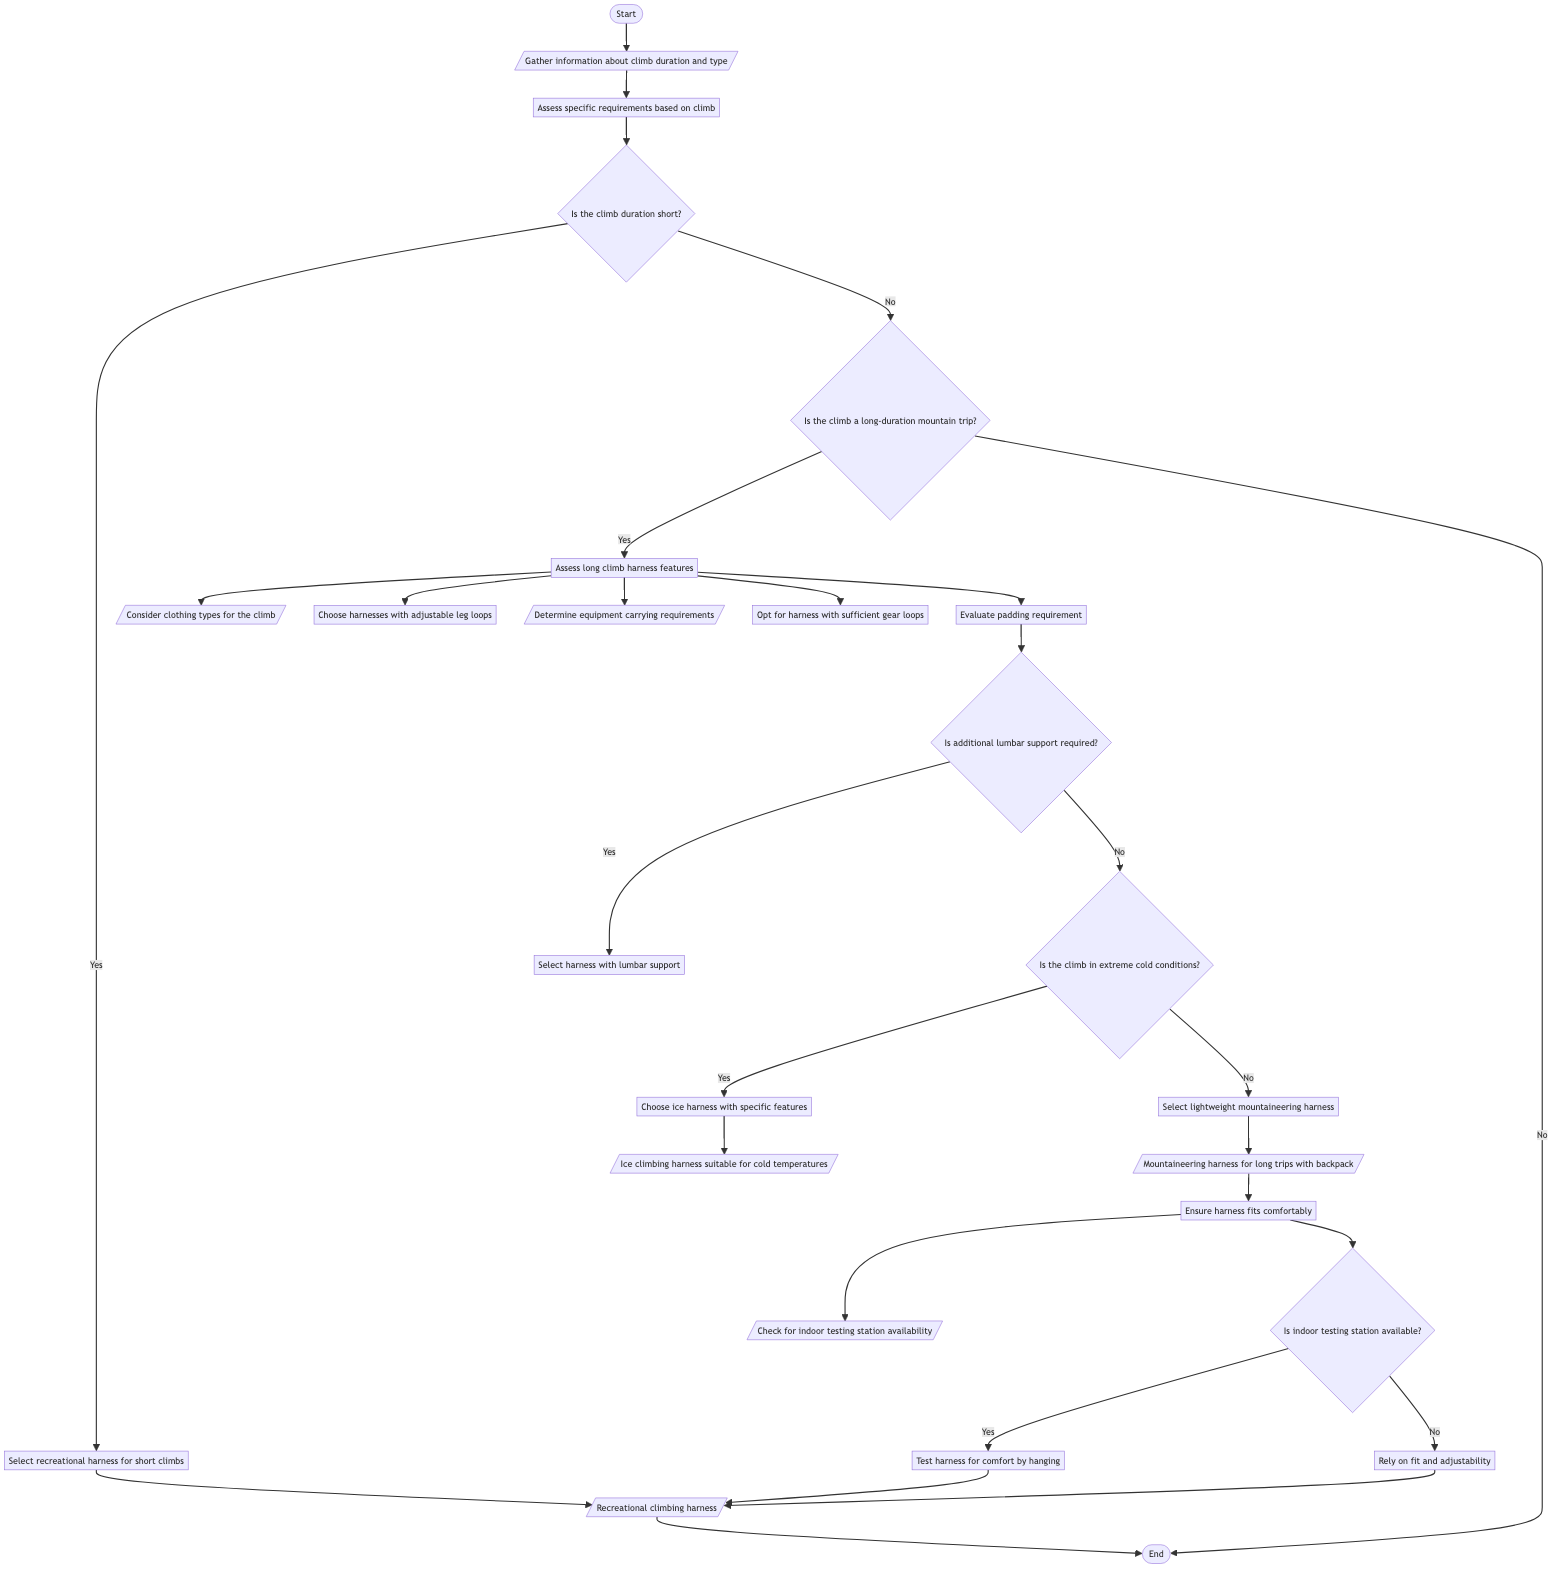 Start
Gather information about climb duration and type
Assess specific requirements based on climb
Is the climb duration short?
No
Is the climb a long-duration mountain trip?
Yes
Assess long climb harness features
Consider clothing types for the climb
Choose harnesses with adjustable leg loops
Determine equipment carrying requirements
Opt for harness with sufficient gear loops
Evaluate padding requirement
Is additional lumbar support required?
Yes
No
Yes
Select harness with lumbar support
Is the climb in extreme cold conditions?
Yes
No
Choose ice harness with specific features
Select lightweight mountaineering harness
No
Ice climbing harness suitable for cold temperatures
Mountaineering harness for long trips with backpack
Ensure harness fits comfortably
Check for indoor testing station availability
Is indoor testing station available?
Yes
No
Select recreational harness for short climbs
Test harness for comfort by hanging
Rely on fit and adjustability
Recreational climbing harness
End